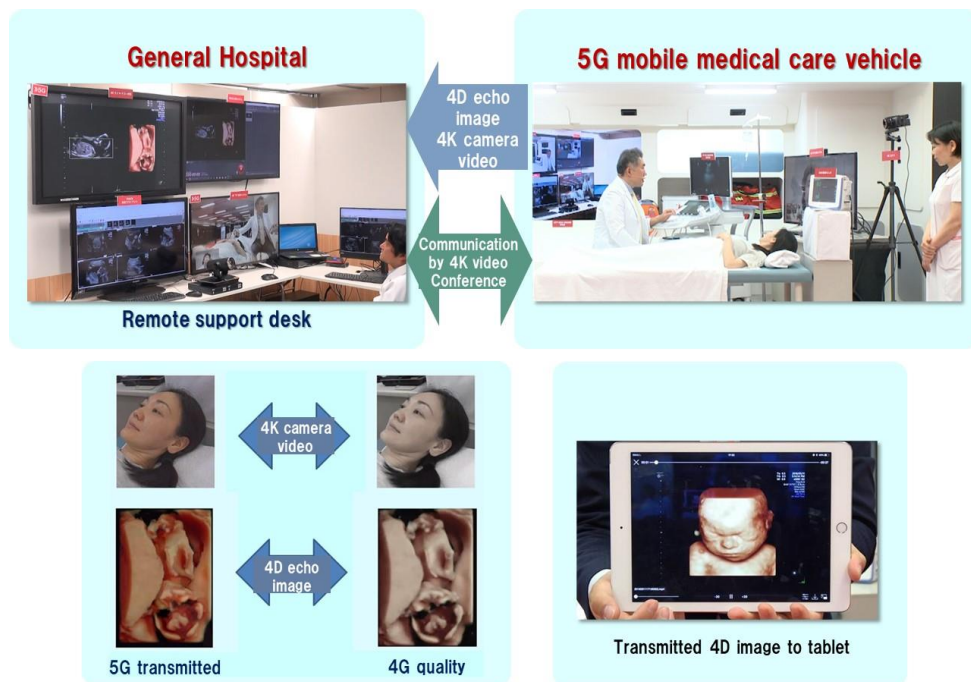 General Hospital
5G mobile medical care vehicle
4D echo
image
4K camera
video
Communication
by 4K video
Conference
Remote support desk
4K camera
video
4D echo
image
5G transmitted
4G quality
Transmitted 4D image to tablet